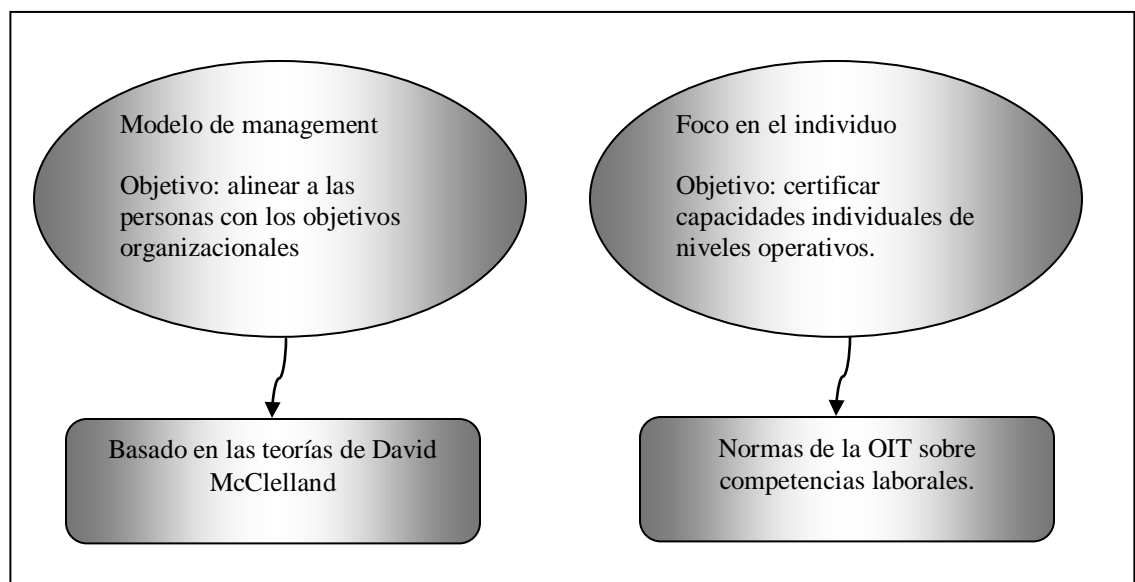 Modelo de management
Objetivo: alinear a las
personas con los objetivos
organizacionales
Foco en el individuo
Objetivo: certificar
capacidades individuales de
niveles operativos.
Basado en las teorías de David
McClelland
Normas de la OIT sobre
competencias laborales.